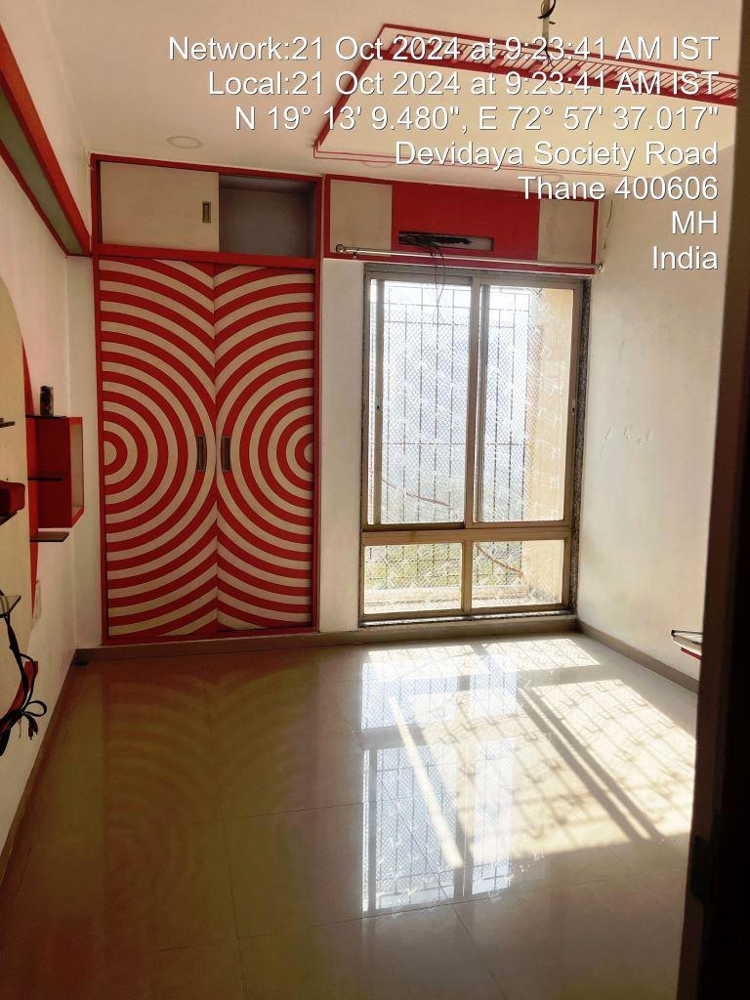 Network:21 Oct 2024 at 9:23:41 AM IST
Local:21 Oct 2024 at 9:23:41 AM IST
N 19° 13' 9.480", E 72° 57' 37.017"
Devidaya Society Road
Thane 400606
MH
India